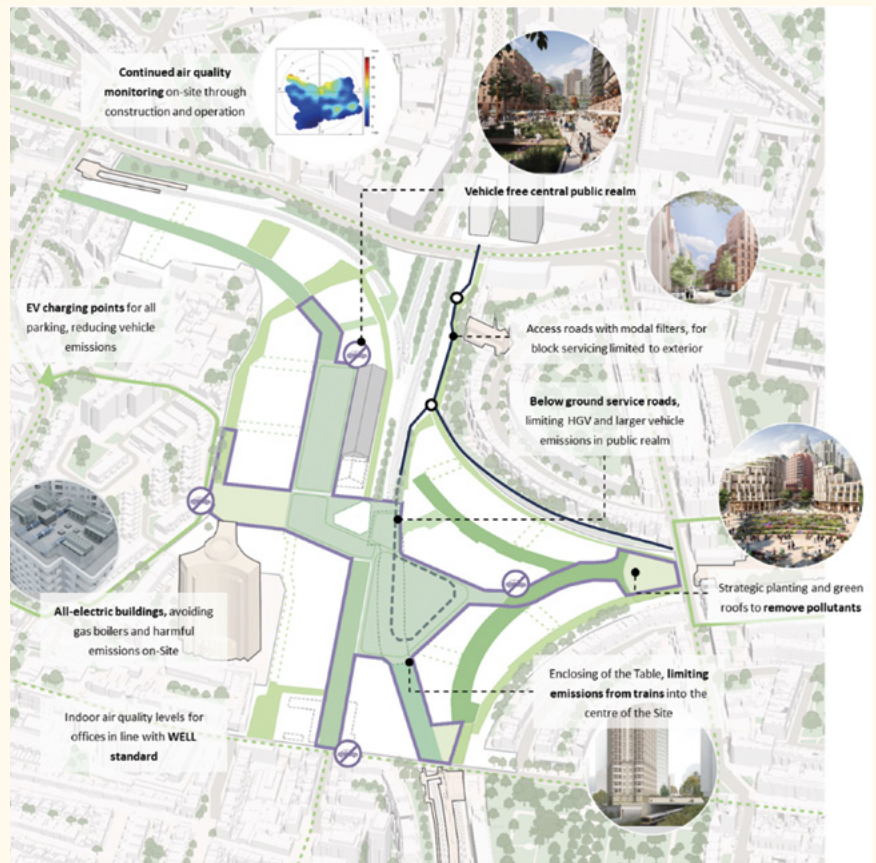 Continued air quality
monitoring on-site through
construction and operation
Vehicle free central public realm
EV charging points for all
parking, reducing vehicle
emissions
Access roads with modal filters, for
block servicing limited to exterior
Below ground service roads,
limiting HGV and larger vehicle
emissions in public realm
All-electric buildings, avoiding
gas boilers and harmful
emissions on-Site
Strategic planting and green
roofs to remove pollutants
Enclosing of the Table, limiting
emissions from trains into the
centre of the Site
Indoor air quality levels for
offices in line with WELL
standard